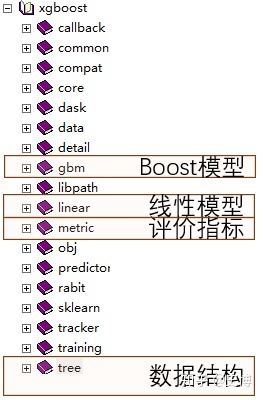 xgboost
callback
common
compat
core
dask
data
detail
gbm Boost模型
libpath
linear 线性模型
metric 评价指标
obj
predictor
rabit
sklearn
tracker
training
tree 数据结构